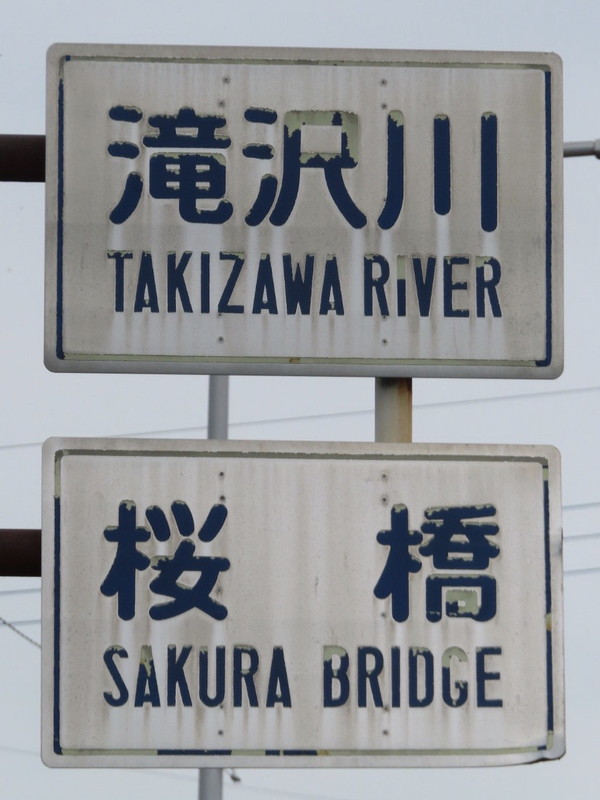 滝沢川
TAKIZAWA RIVER
桜 橋
SAKURA BRIDGE